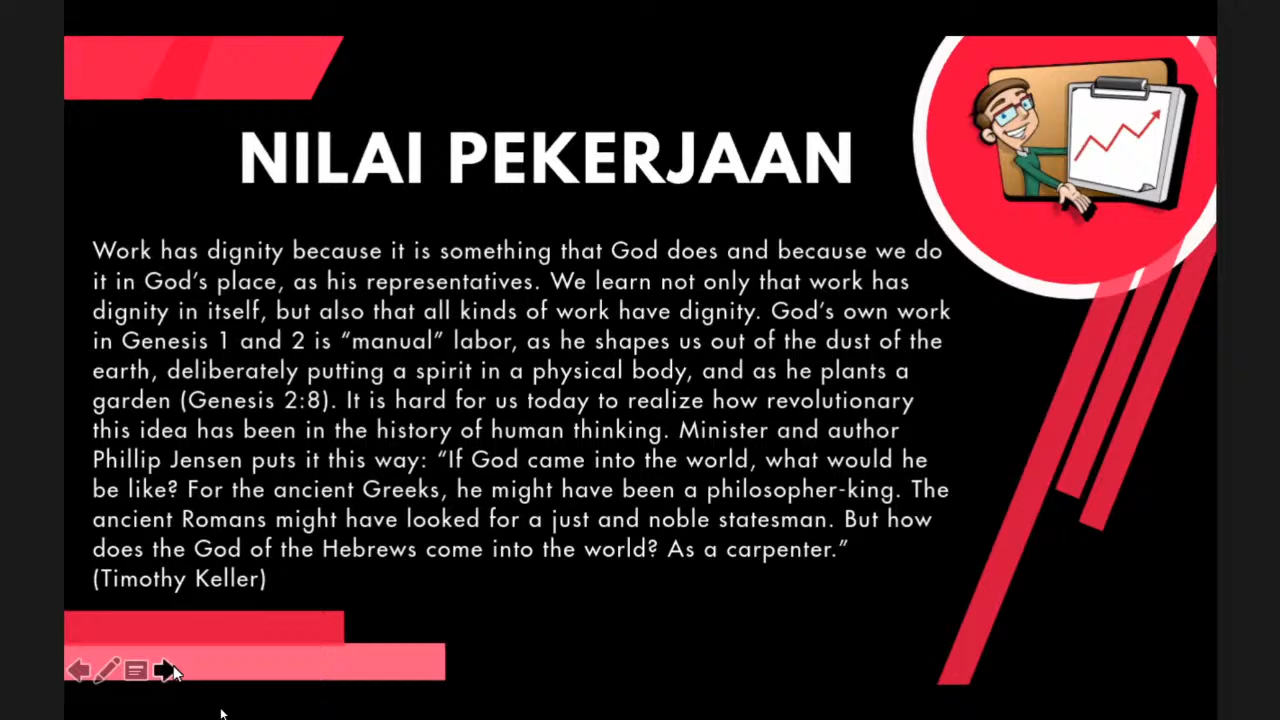 NILAI PEKERJAAN
Work has dignity because it is something that God does and because we do
it in God’s place, as his representatives. We learn not only that work has
dignity in itself, but also that all kinds of work have dignity. God’s own work
in Genesis 1 and 2 is “manual” labor, as he shapes us out of the dust of the
earth, deliberately putting a spirit in a physical body, and as he plants a
garden (Genesis 2:8). It is hard for us today to realize how revolutionary
this idea has been in the history of human thinking. Minister and author
Phillip Jensen puts it this way: “If God came into the world, what would he
be like? For the ancient Greeks, he might have been a philosopher-king. The
ancient Romans might have looked for a just and noble statesman. But how
does the God of the Hebrews come into the world? As a carpenter.”
(Timothy Keller)